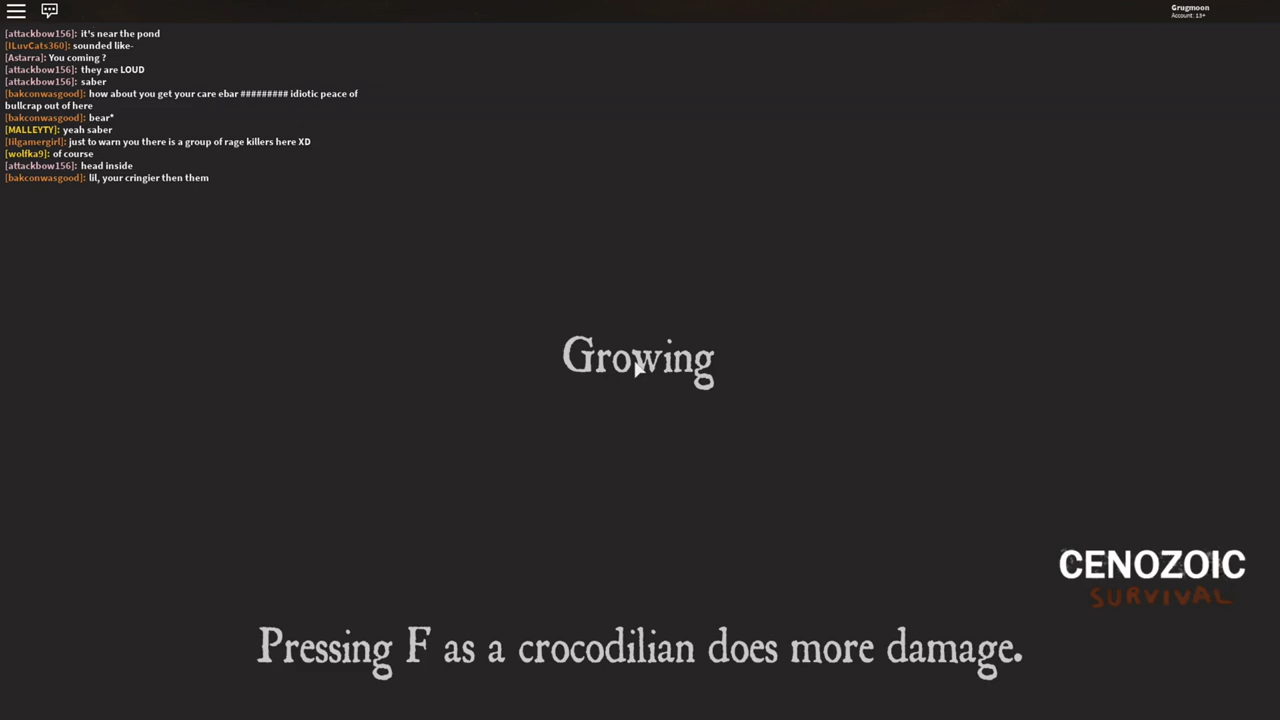 Grugmoon
Account: 13+
[attackbow156]: it's near the pond
[ILuvCats360]: sounded like-
[Astarra]: You coming ?
[attackbow156]: they are LOUD
[attackbow156]: saber
[bakconwasgood]: how about you get your care ebar ######### idiotic peace of
bullcrap out of here
[bakconwasgood]: bear*
[MALLEYTY]: yeah saber
[lilgamergirl]: just to warn you there is a group of rage killers here XD
[wolfka9]: of course
[attackbow156]: head inside
[bakconwasgood]: lil, your cringier then them
Growing
CENOZOIC
SURVIVAL
Pressing F as a crocodilian does more damage.